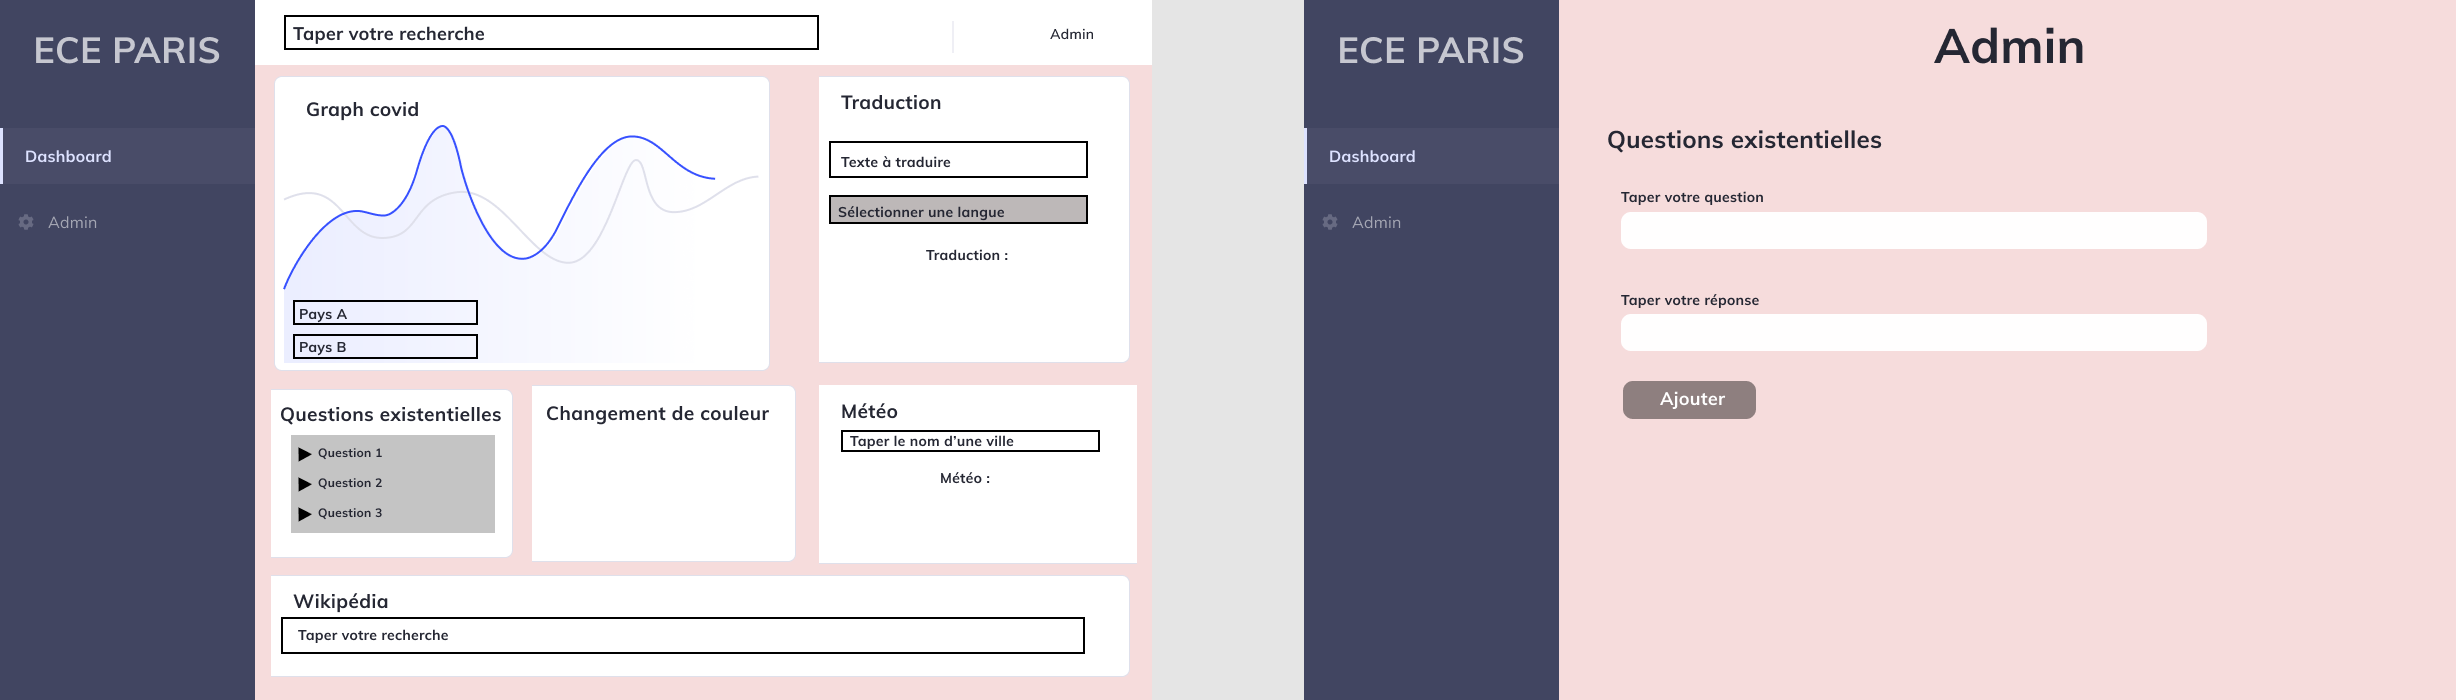 ECE PARIS
Dashboard
Admin
Taper votre recherche
Admin
Graph covid
Pays A
Pays B
Traduction
Texte à traduire
Sélectionner une langue
Traduction :
Questions existentielles
Question 1
Question 2
Question 3
Changement de couleur
Météo
Taper le nom d’une ville
Météo :
Wikipédia
Taper votre recherche
ECE PARIS
Dashboard
Admin
Admin
Questions existentielles
Taper votre question
Taper votre réponse
Ajouter